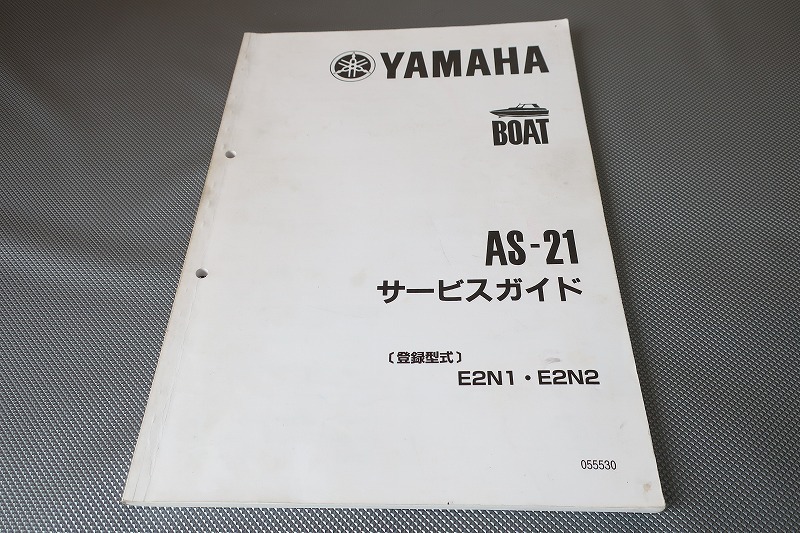 YAMAHA
BOAT
AS-21
サービスガイド
〔登録型式〕
E2N1・E2N2
055530